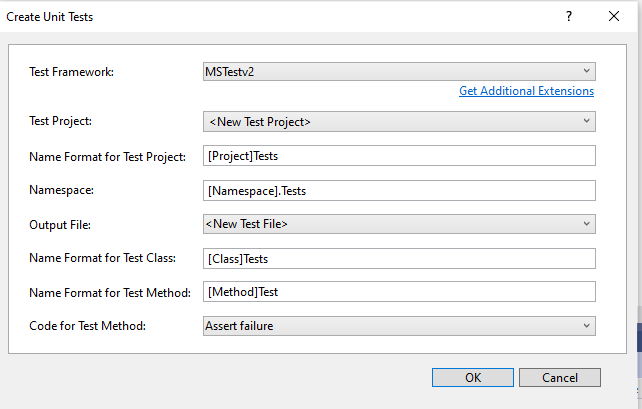 Create Unit Tests
?
Test Framework: MSTestv2
Get Additional Extensions
Test Project: <New Test Project>
Name Format for Test Project: [Project]Tests
Namespace: [Namespace].Tests
Output File: <New Test File>
Name Format for Test Class: [Class]Tests
Name Format for Test Method: [Method]Test
Code for Test Method: Assert failure
OK Cancel